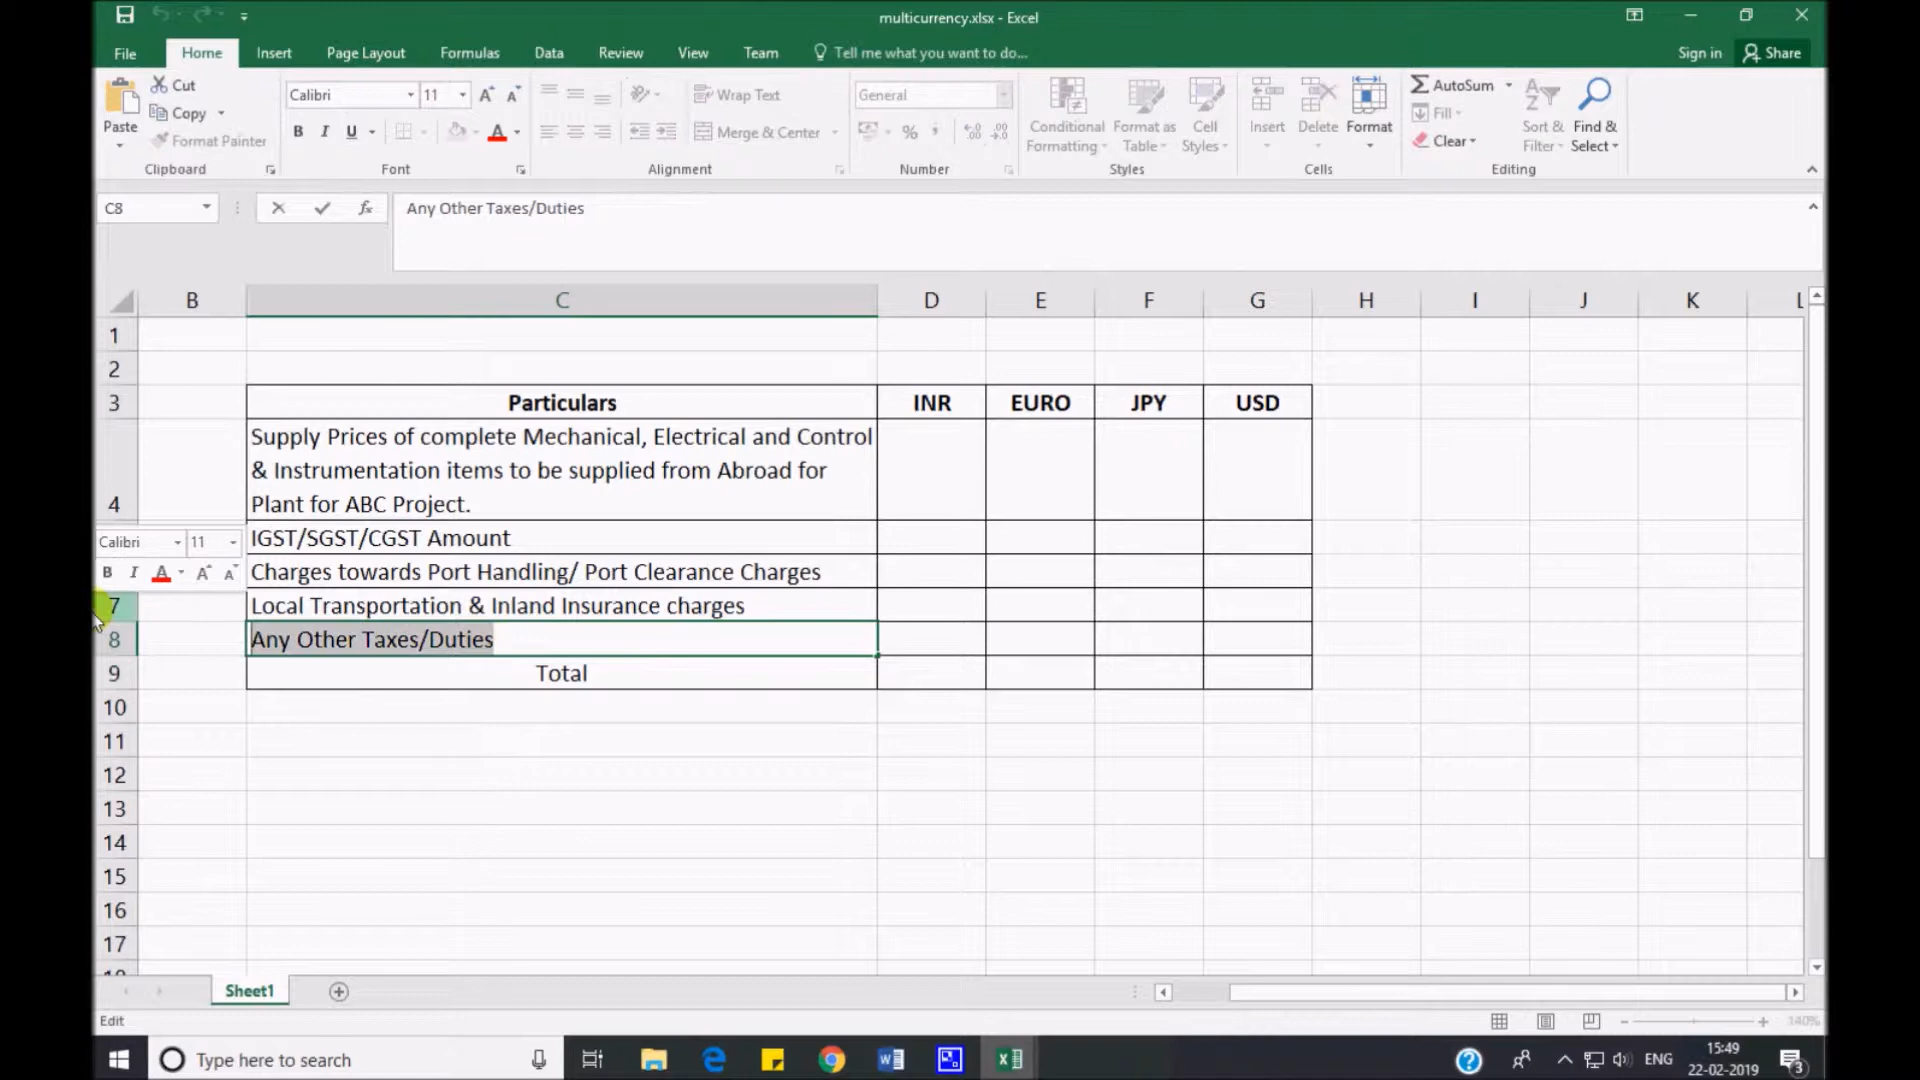 multicurrency.xlsx - Excel
File Home Insert Page Layout Formulas Data Review View Team Tell me what you want to do... Sign in Share
Cut
Copy
Format Painter
Paste
Clipboard
Calibri 11
B I U
Font
Wrap Text
Merge & Center
Alignment
General
%
Number
Conditional Formatting
Format as Table
Cell Styles
Styles
Insert Delete Format
Cells
AutoSum
Fill
Clear
Sort & Filter
Find & Select
Editing
C8 fx Any Other Taxes/Duties
B C D E F G H I J K L
1
2
3 Particulars INR EURO JPY USD
4 Supply Prices of complete Mechanical, Electrical and Control
& Instrumentation items to be supplied from Abroad for
Plant for ABC Project.
IGST/SGST/CGST Amount
Calibri 11
B I A
Charges towards Port Handling/ Port Clearance Charges
7 Local Transportation & Inland Insurance charges
8 Any Other Taxes/Duties
9 Total
10
11
12
13
14
15
16
17
Sheet1
Edit 140%
Type here to search
ENG
15:49
22-02-2019
3